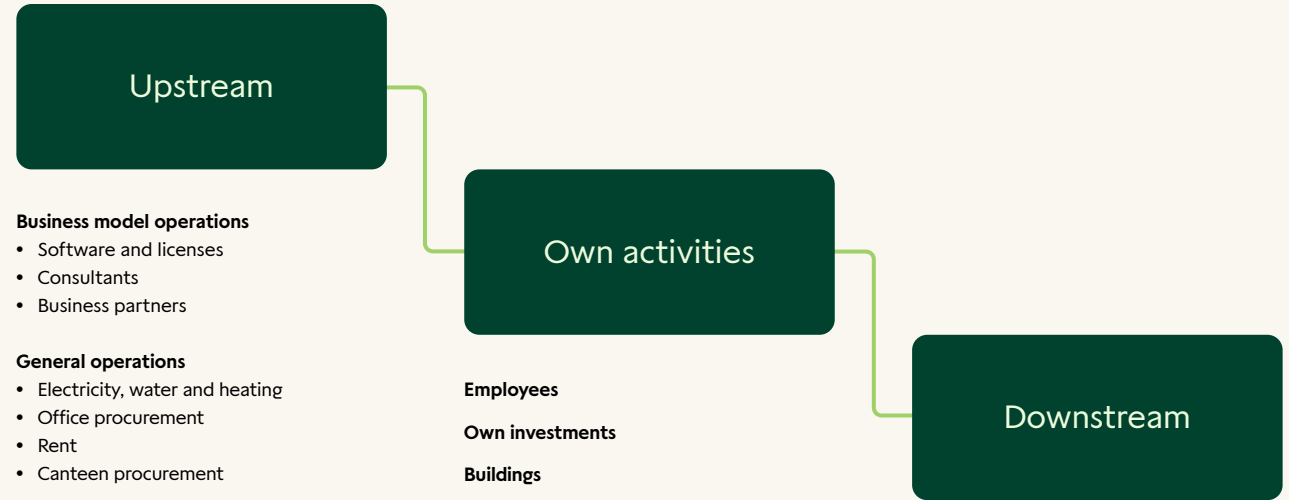 Upstream
Business model operations
• Software and licenses
• Consultants
• Business partners
General operations
• Electricity, water and heating
• Office procurement
• Rent
• Canteen procurement
Own activities
Employees
Own investments
Buildings
Downstream